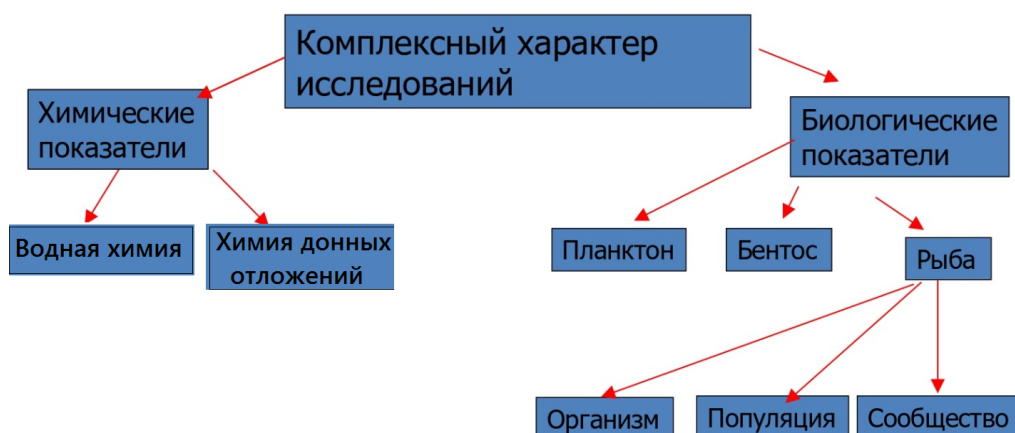 Комплексный характер
исследований
Химические
показатели
Биологические
показатели
Водная химия
Химия донных
отложений
Планктон
Бентос
Рыба
Организм
Популяция
Сообщество